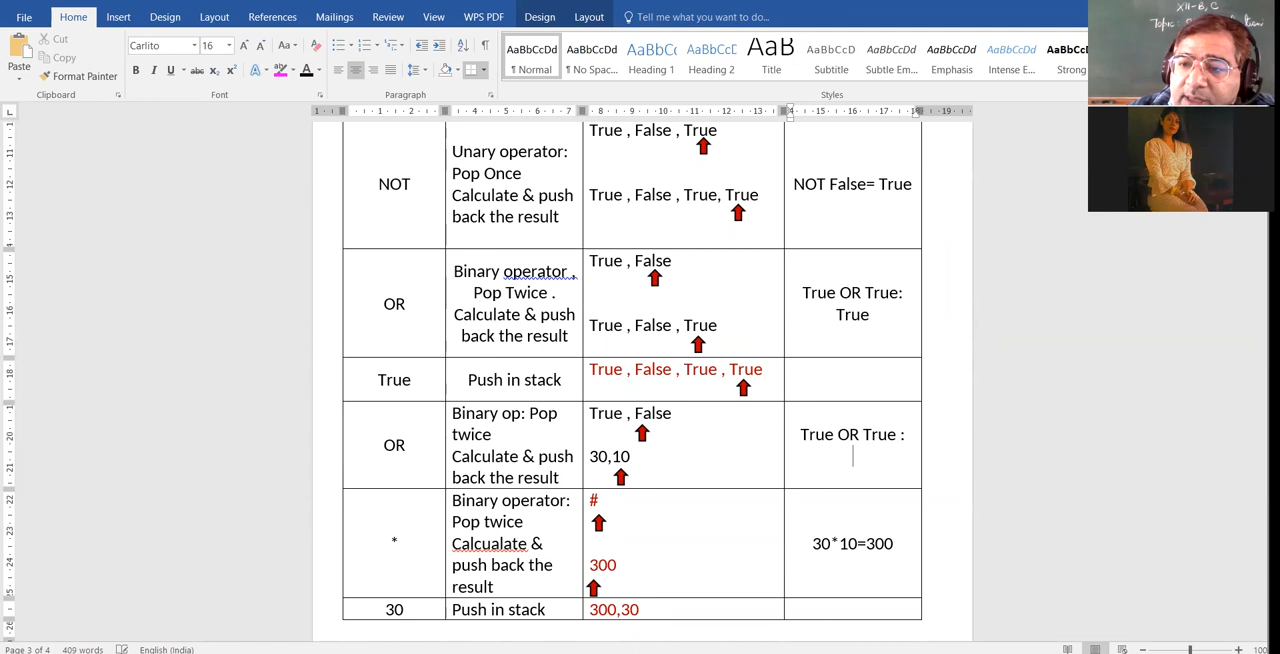 File Home Insert Design Layout References Mailings Review View WPS PDF Design Layout Tell me what you want to do...
Paste
Cut
Copy
Format Painter
Clipboard
Carlito 16
Font
Paragraph
AaBbCcDd ¶ Normal
AaBbCcDd ¶ No Spac...
AaBbCc Heading 1
AaBbCcD Heading 2
AaB Title
AaBbCcD Subtitle
AaBbCcDd Subtle Em...
AaBbCcDd Emphasis
AaBbCcDd Intense E...
AaBbCc Strong
Styles
XII-B, C
Topic:
NOT
Unary operator:
Pop Once
Calculate & push
back the result
True , False , True
True , False , True, True
NOT False= True
OR
Binary operator ,
Pop Twice .
Calculate & push
back the result
True , False
True , False , True
True OR True:
True
True
Push in stack
True , False , True , True
OR
Binary op: Pop
twice
Calculate & push
back the result
True , False
30,10
True OR True :
*
Binary operator:
Pop twice
Calcualate &
push back the
result
#
300
30*10=300
30
Push in stack
300,30
Page 3 of 4 409 words English (India) 100